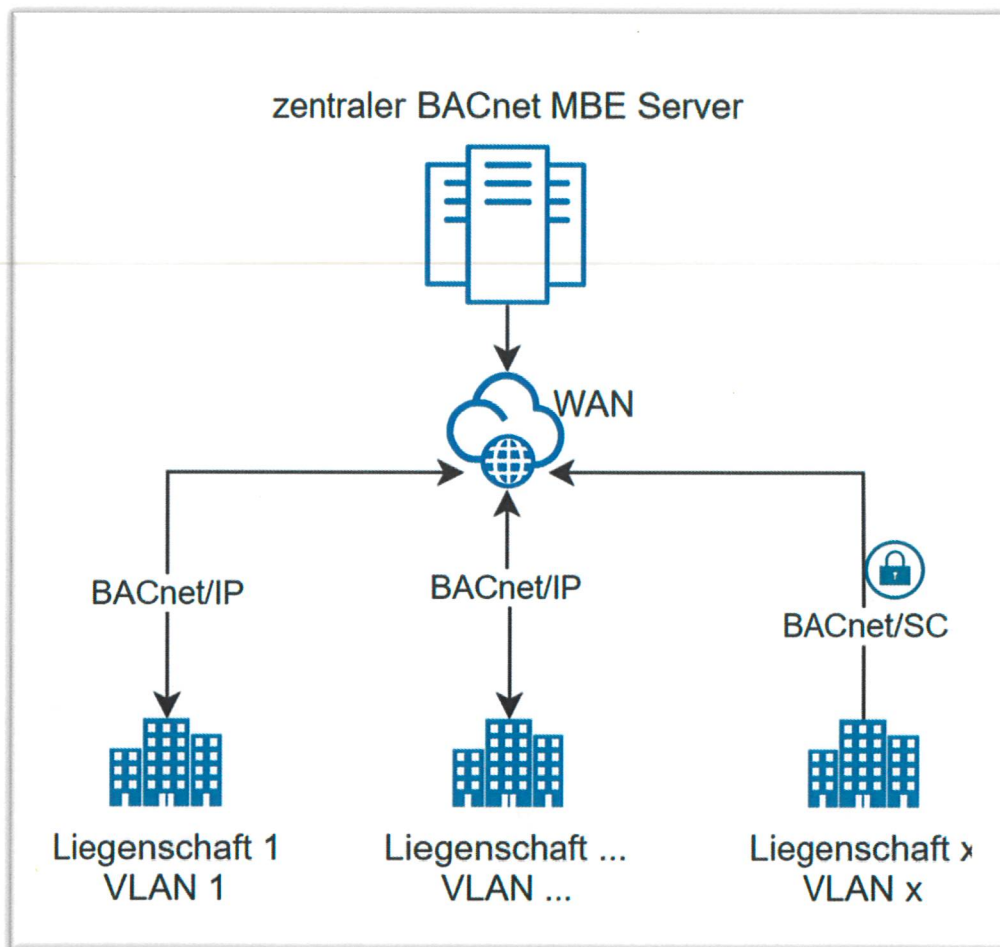 zentraler BACnet MBE Server
WAN
BACnet/IP
BACnet/IP
BACnet/SC
Liegenschaft 1
VLAN 1
Liegenschaft ...
VLAN ...
Liegenschaft x
VLAN x